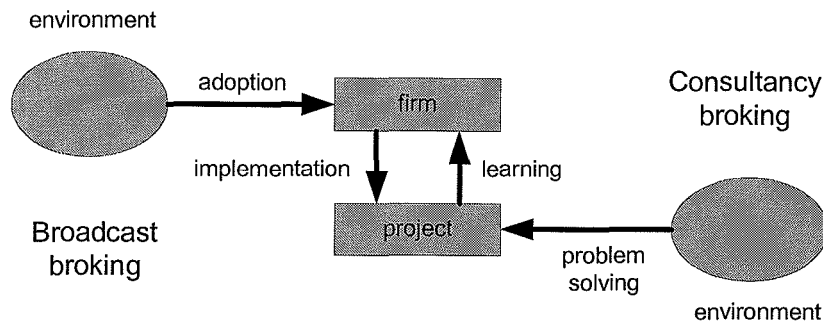 environment
adoption
firm
Consultancy
broking
implementation
learning
Broadcast
broking
project
problem
solving
environment